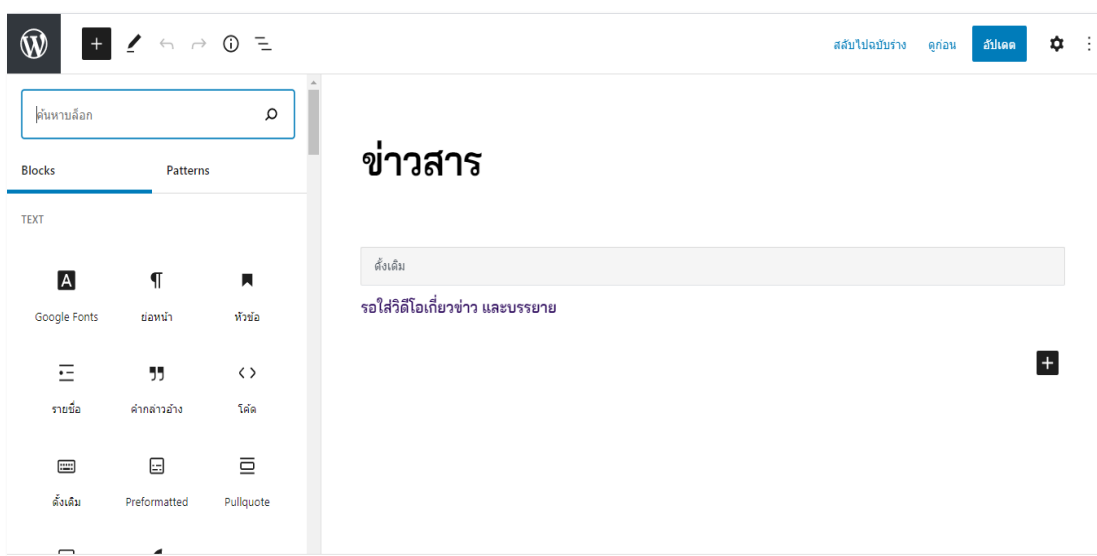 สลับไปฉบับร่าง ดูก่อน อัปเดต
ค้นหาบล็อก
Blocks Patterns
TEXT
Google Fonts ย่อหน้า หัวข้อ
รายชื่อ คำกล่าวอ้าง โค้ด
ดั้งเดิม Preformatted Pullquote
ข่าวสาร
ดั้งเดิม
รอใส่วิดีโอเกี่ยวข่าว และบรรยาย